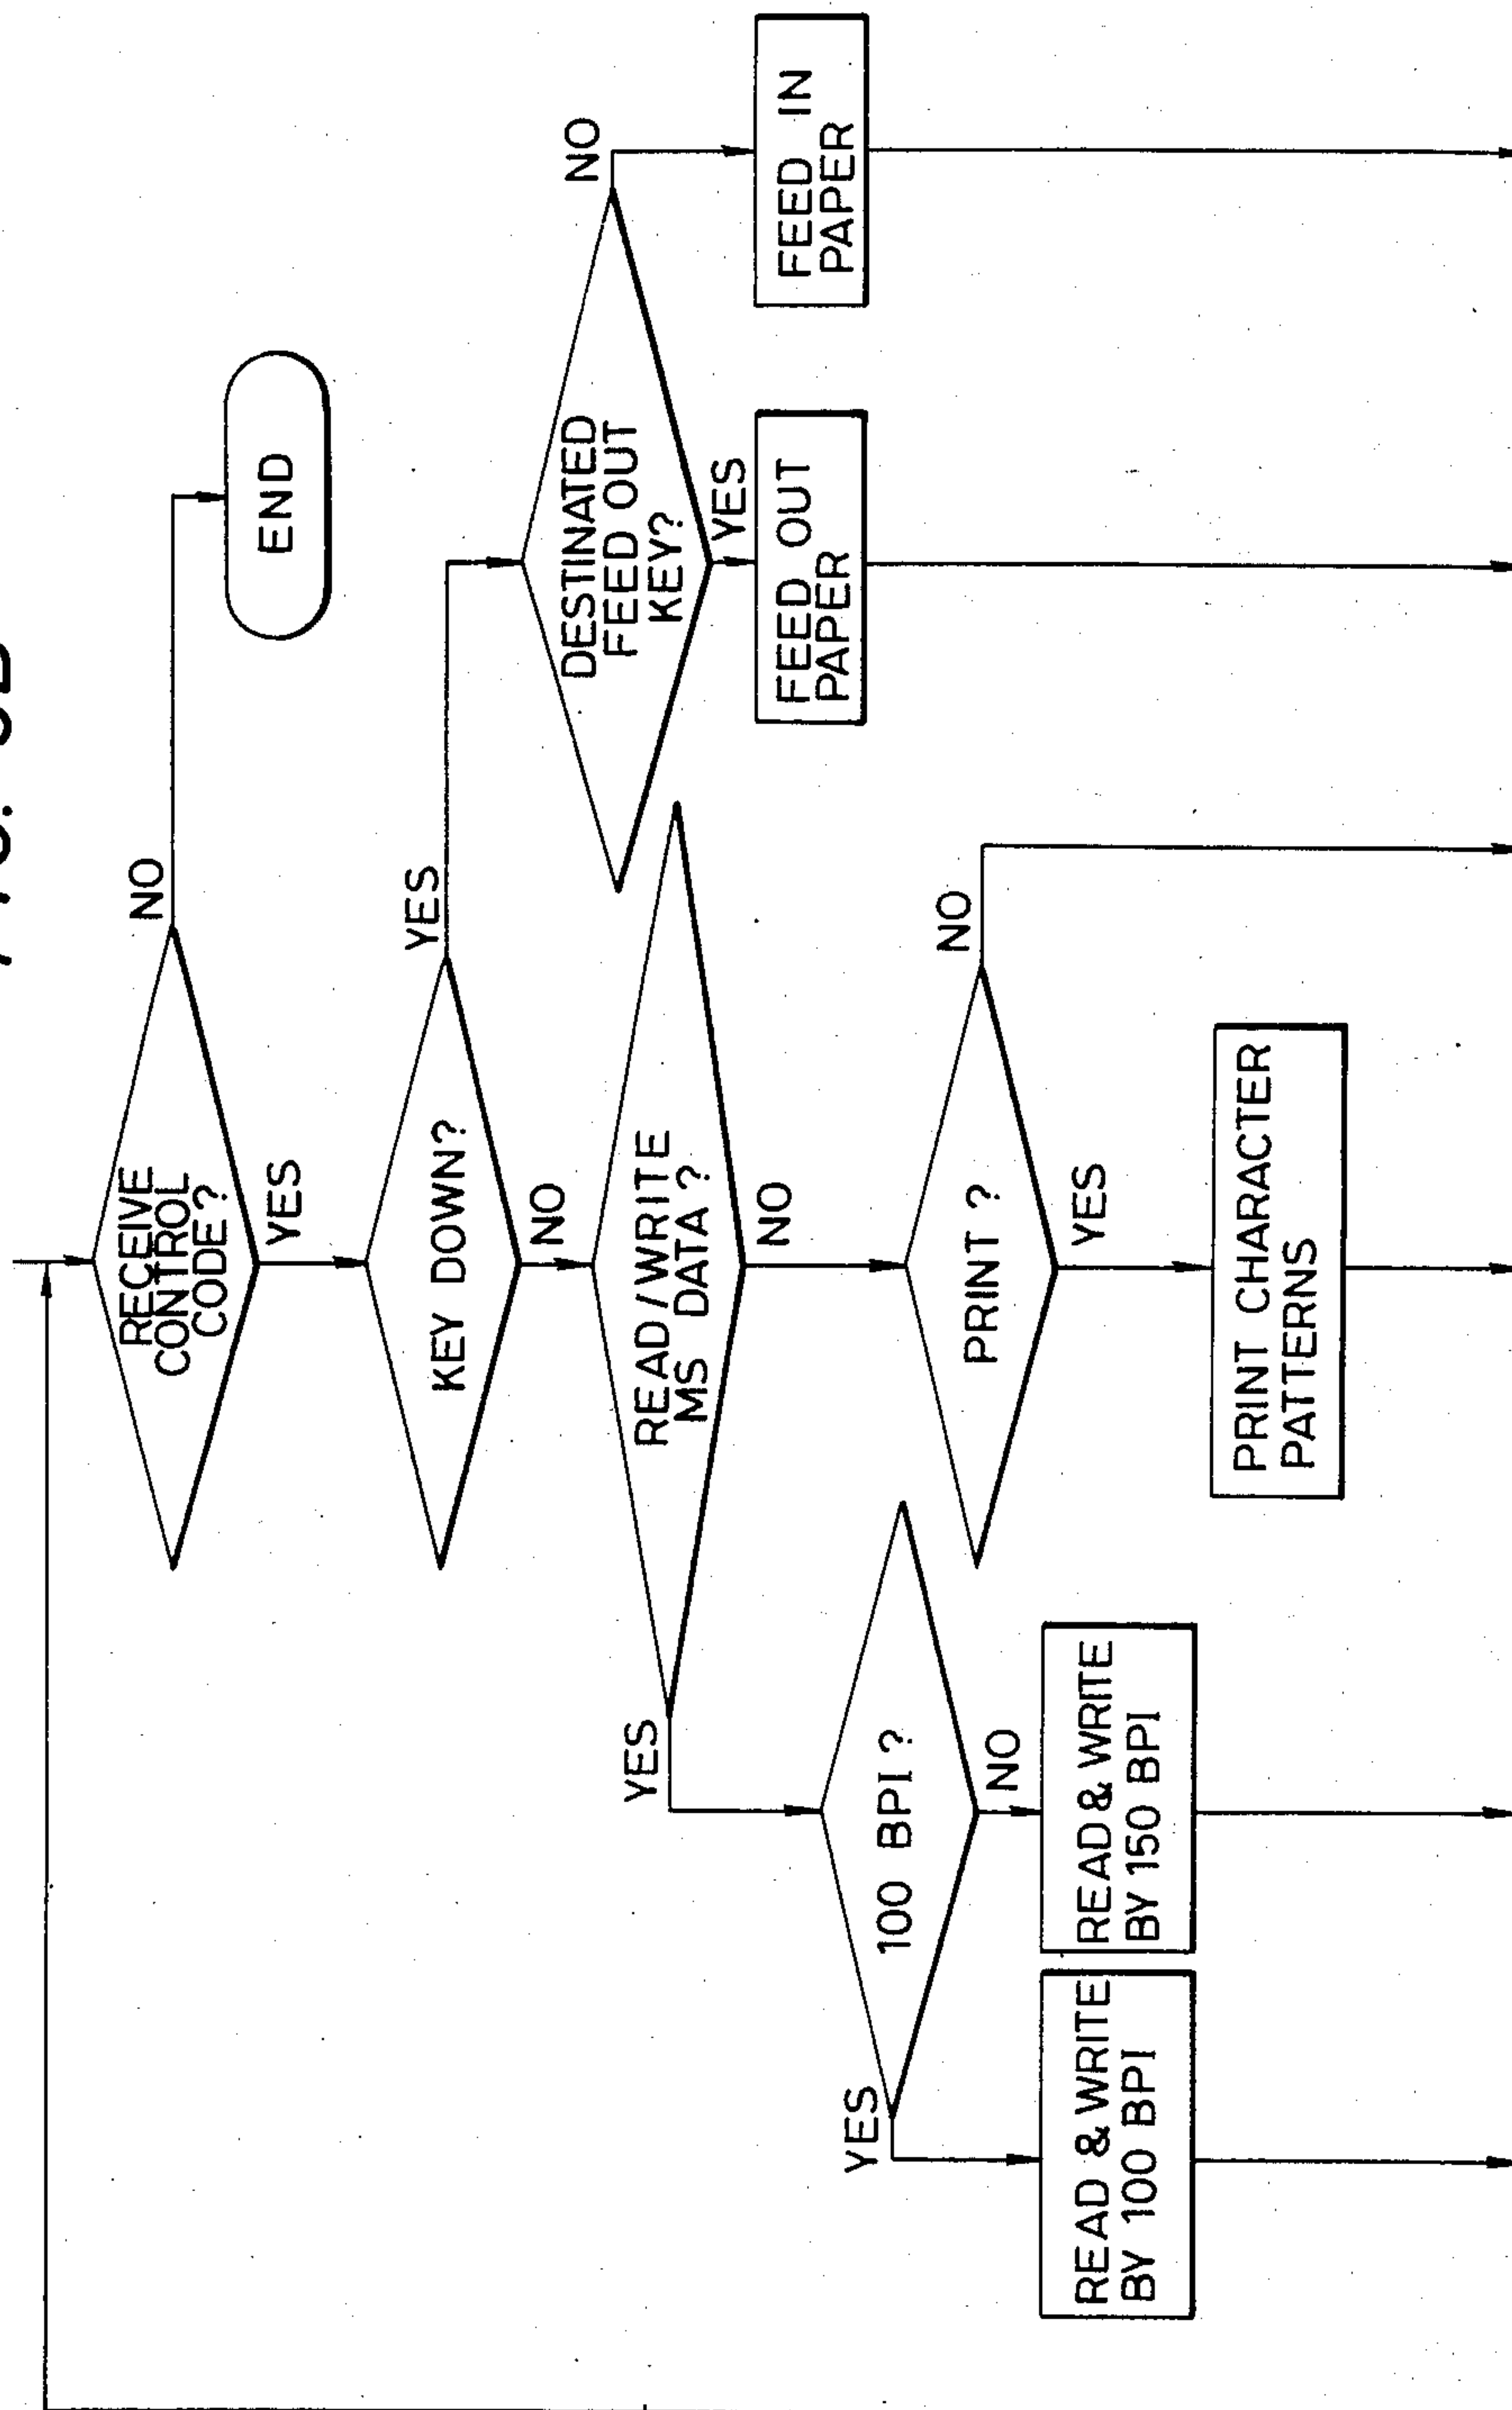 RECEIVE
CONTROL
CODE?
NO
YES
END
KEY DOWN?
YES
NO
DESTINATED
FEED OUT
KEY?
NO
YES
FEED IN
PAPER
FEED OUT
PAPER
READ/WRITE
MS DATA?
YES
NO
100 BPI?
YES
NO
READ & WRITE
BY 100 BPI
READ & WRITE
BY 150 BPI
PRINT?
NO
YES
PRINT CHARACTER
PATTERNS